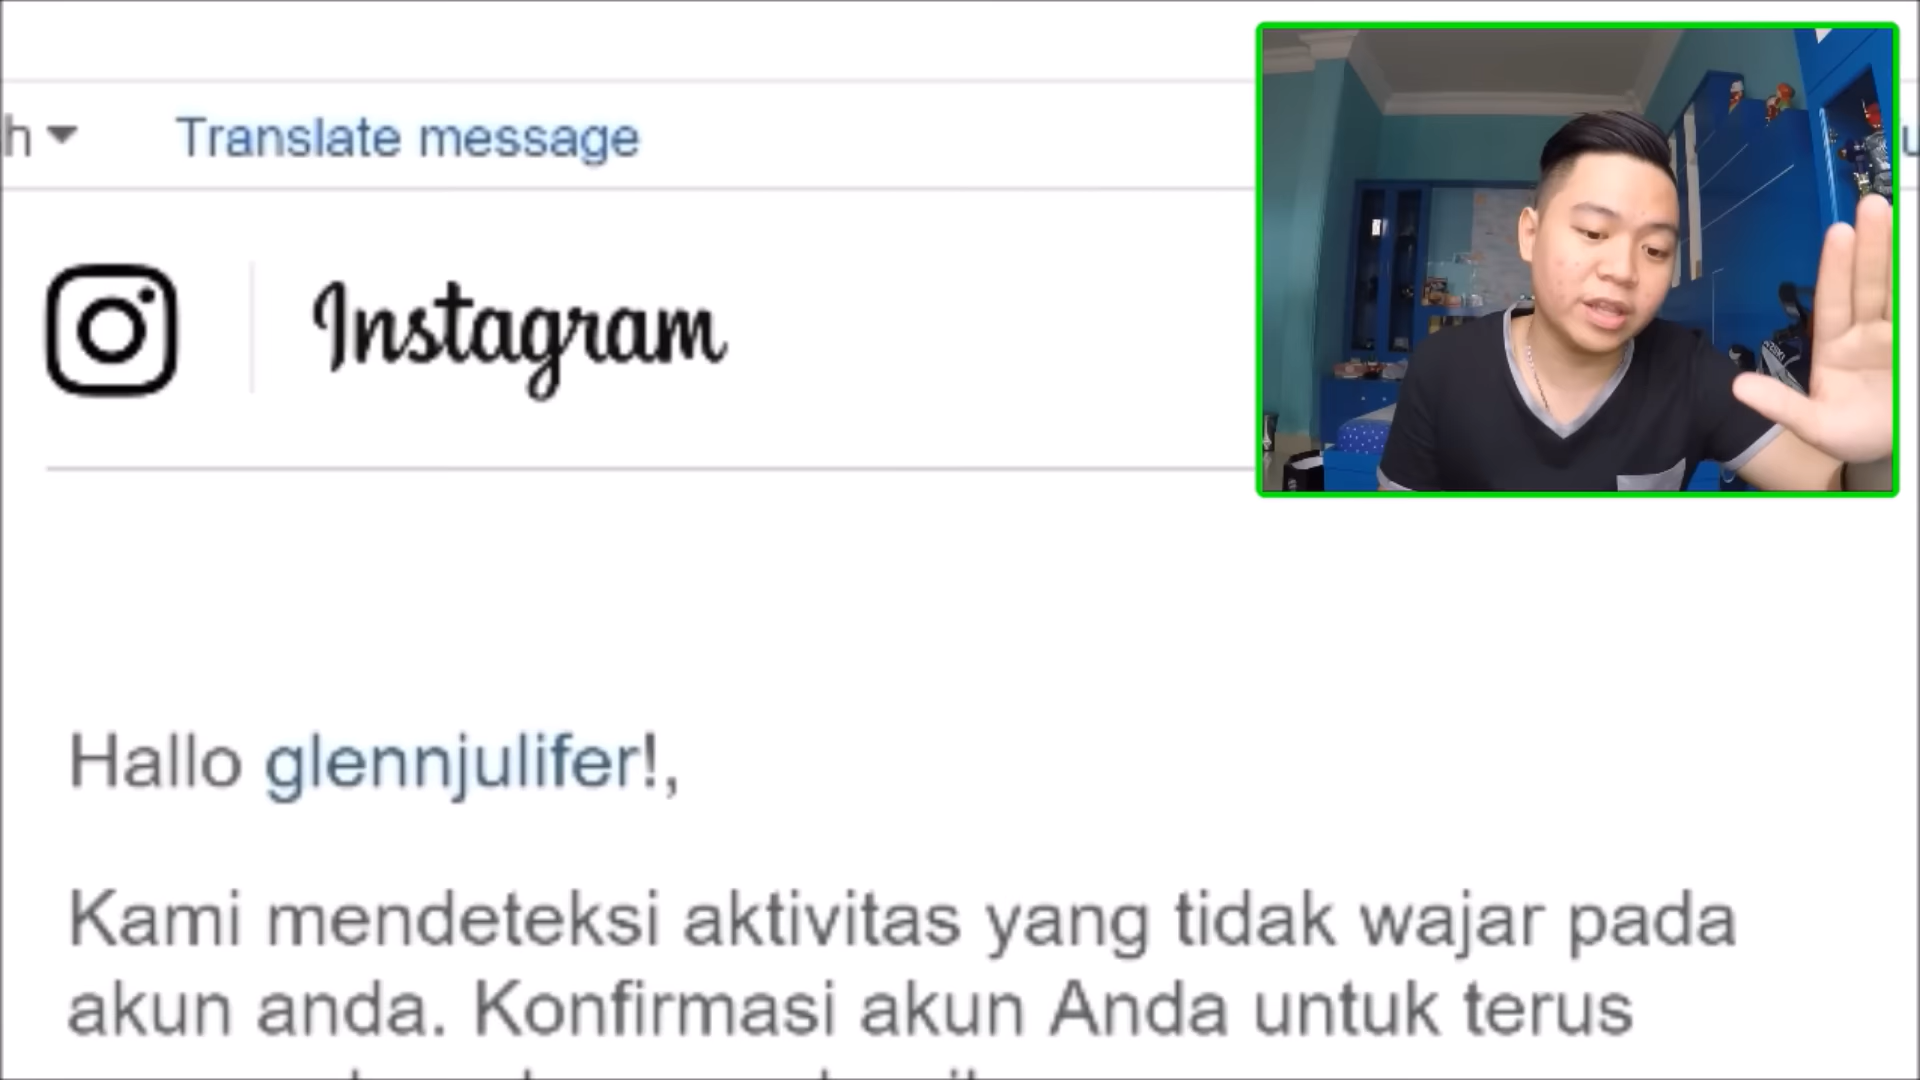 Translate message
Instagram
Hallo glennjulifer!,
Kami mendeteksi aktivitas yang tidak wajar pada
akun anda. Konfirmasi akun Anda untuk terus